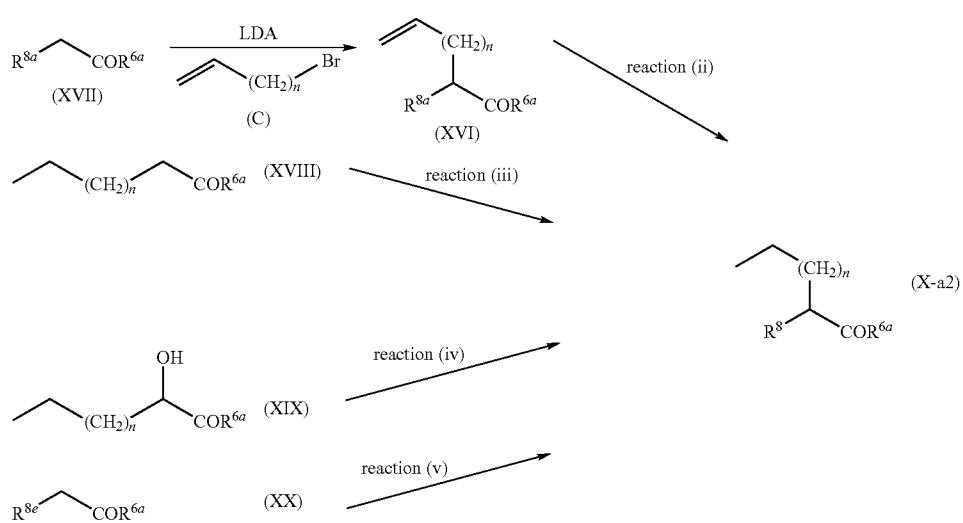 R⁸ᵃ COR⁶ᵃ
(XVII)
LDA
Br
(CH₂)ₙ
(C)
(CH₂)ₙ
R⁸ᵃ COR⁶ᵃ
(XVI)
reaction (ii)
(CH₂)ₙ COR⁶ᵃ (XVIII)
reaction (iii)
(CH₂)ₙ
R⁸ COR⁶ᵃ
(X-a2)
OH
(CH₂)ₙ COR⁶ᵃ (XIX)
reaction (iv)
R⁸ᵉ COR⁶ᵃ (XX)
reaction (v)